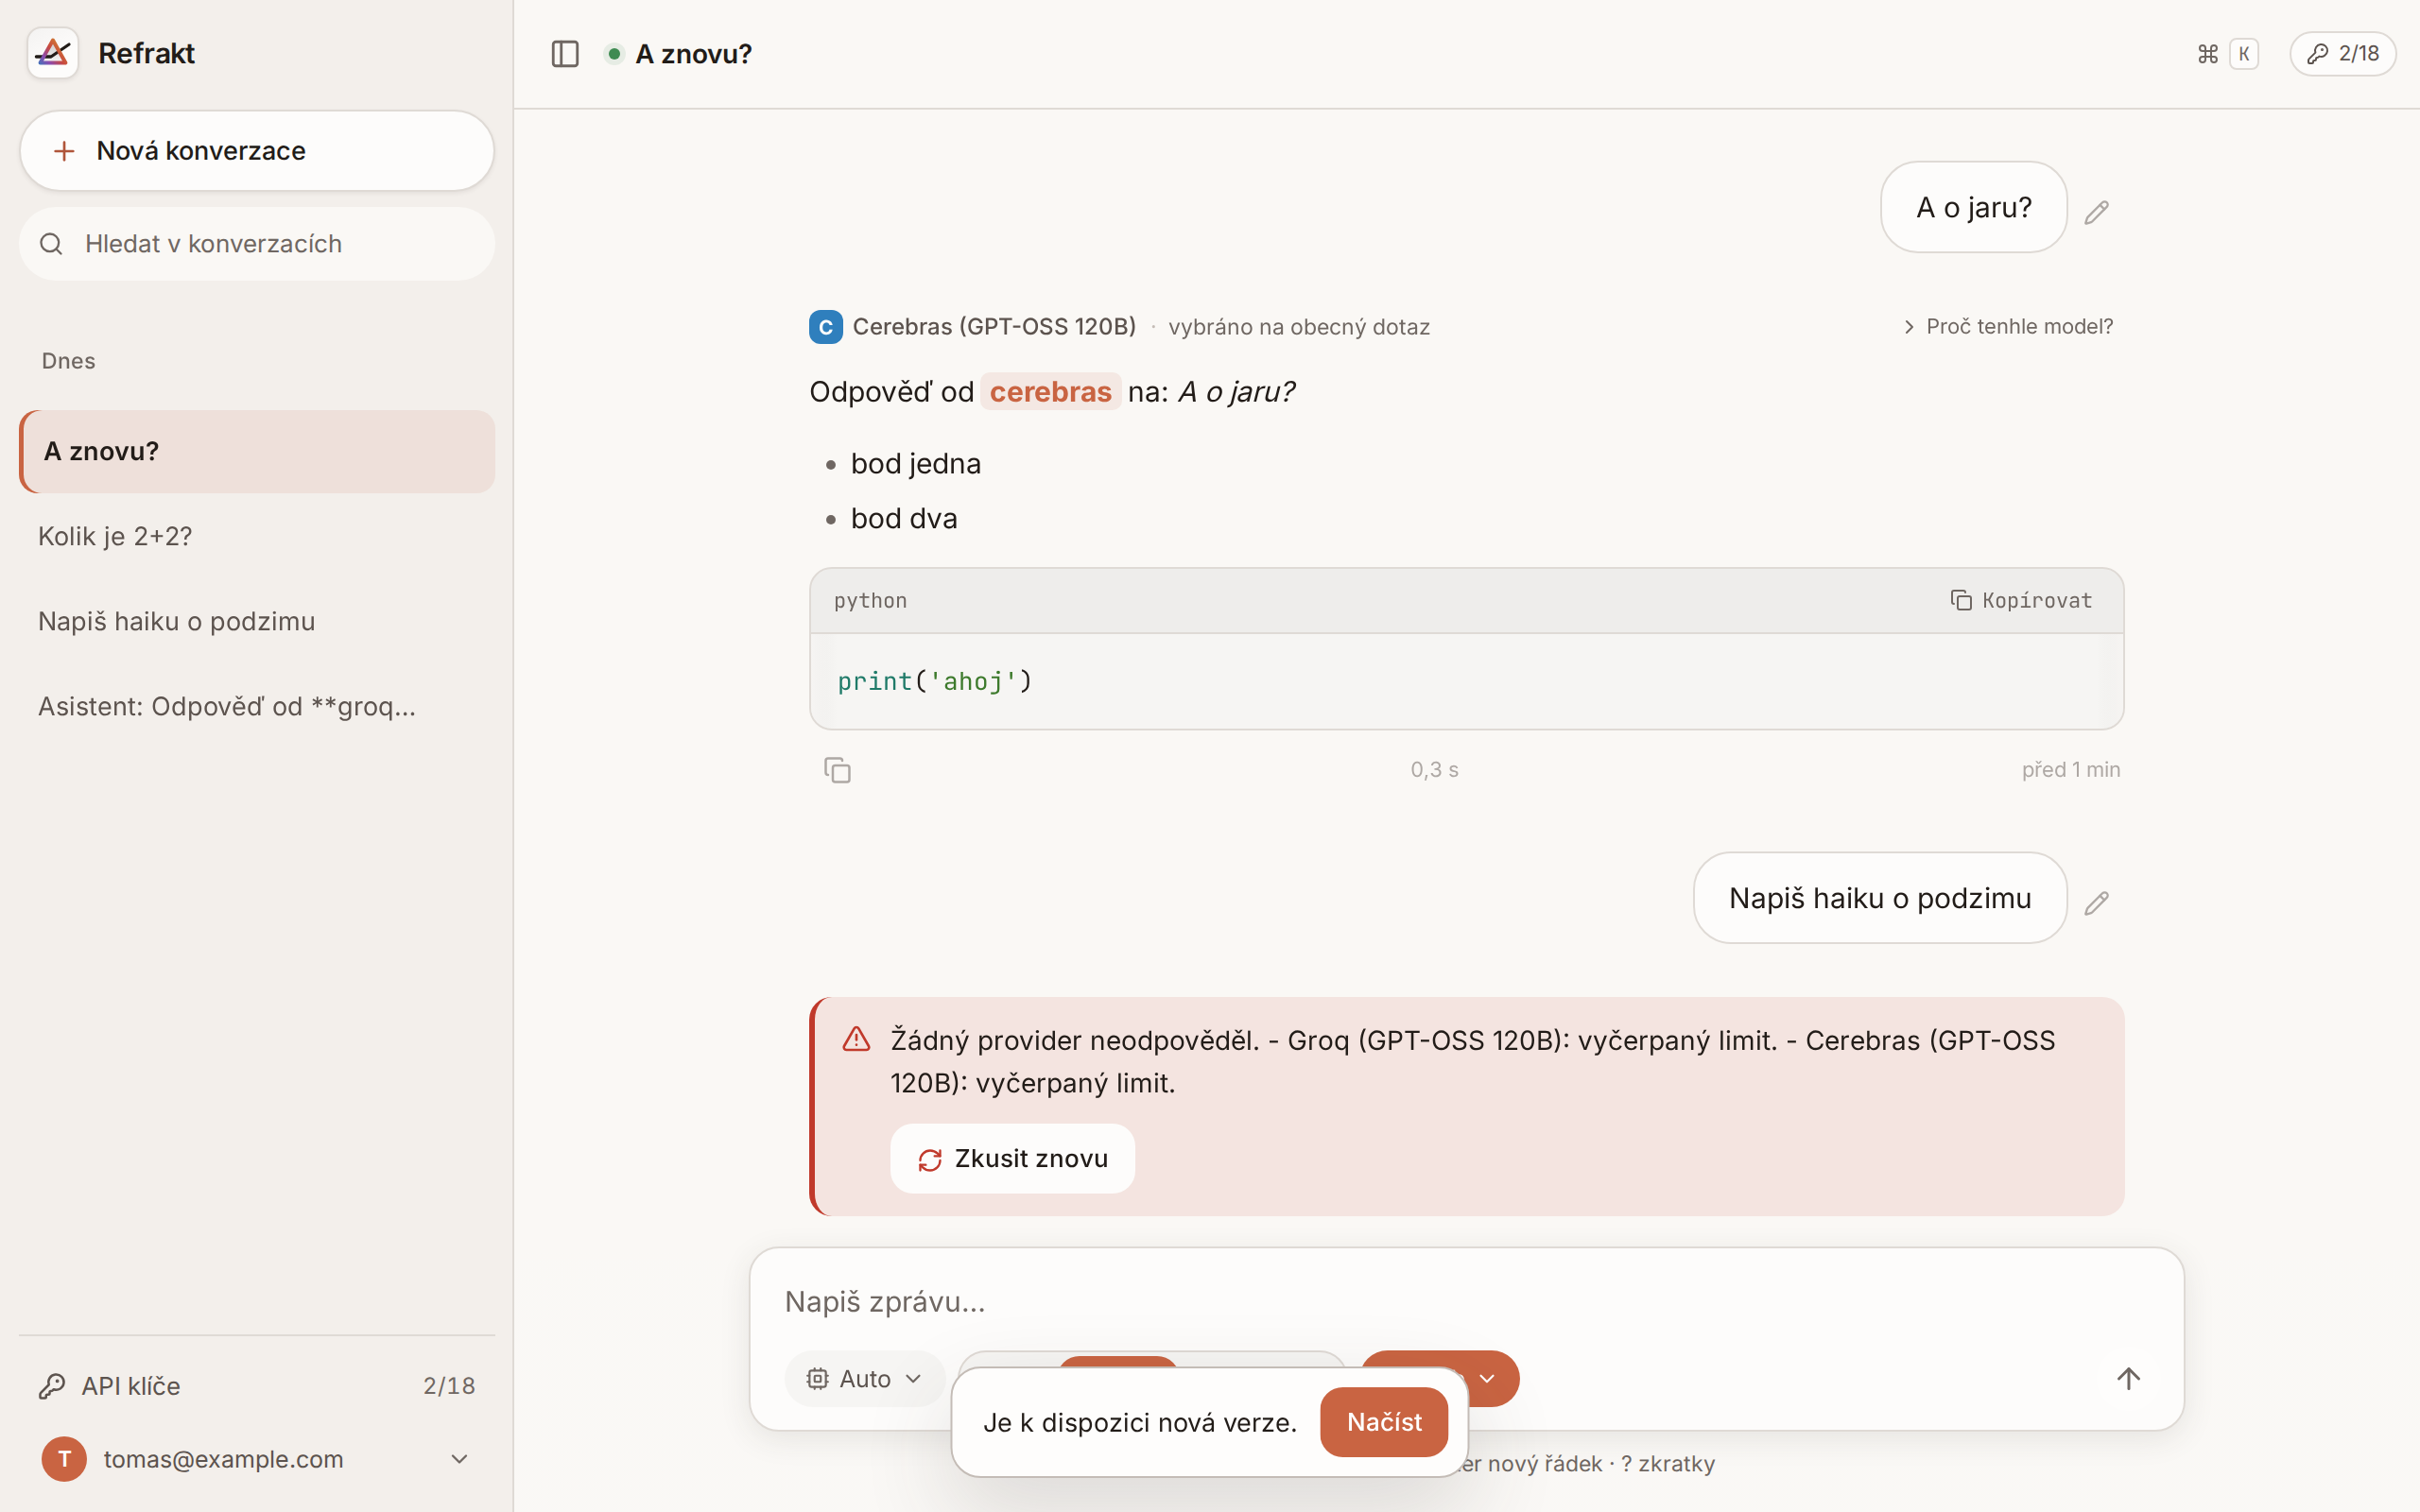 Refrakt
Nová konverzace
Hledat v konverzacích
Dnes
A znovu?
Kolik je 2+2?
Napiš haiku o podzimu
Asistent: Odpověď od **groq...
API klíče 2/18
T tomas@example.com
A znovu?
⌘ K 2/18
A o jaru?
C Cerebras (GPT-OSS 120B) · vybráno na obecný dotaz
Proč tenhle model?
Odpověď od cerebras na: A o jaru?
• bod jedna
• bod dva
python Kopírovat
print('ahoj')
0,3 s před 1 min
Napiš haiku o podzimu
Žádný provider neodpověděl. - Groq (GPT-OSS 120B): vyčerpaný limit. - Cerebras (GPT-OSS
120B): vyčerpaný limit.
Zkusit znovu
Napiš zprávu...
Auto
Je k dispozici nová verze. Načíst
nový řádek · ? zkratky